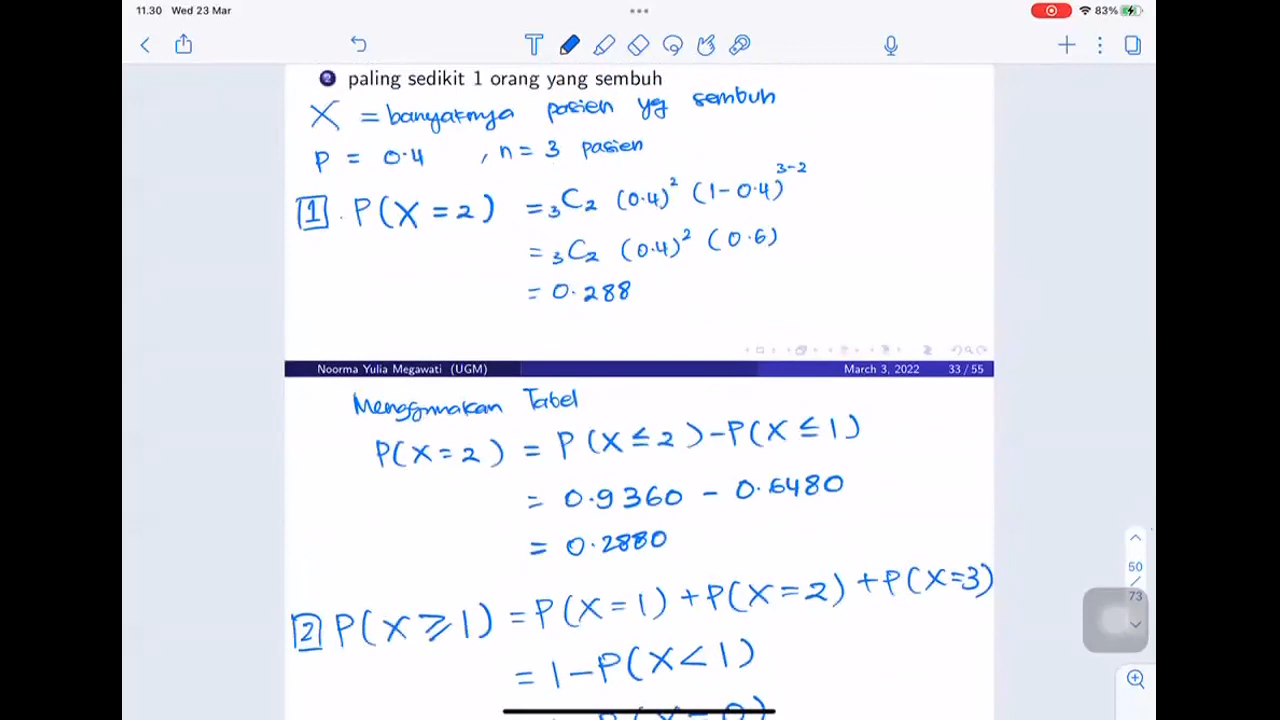 11.30 Wed 23 Mar
83%
2 paling sedikit 1 orang yang sembuh
X = banyaknya pasien yg sembuh
P = 0.4 , n = 3 pasien
1. P(X = 2) = ₃C₂ (0.4)² (1-0.4)³⁻²
= ₃C₂ (0.4)² (0.6)
= 0.288
Noorma Yulia Megawati (UGM) March 3, 2022 33 / 55
Menggunakan Tabel
P(X = 2) = P(X ≤ 2) - P(X ≤ 1)
= 0.9360 - 0.6480
= 0.2880
2 P(X ≥ 1) = P(X = 1) + P(X = 2) + P(X = 3)
= 1 - P(X < 1)
P(X = 0)
50
/
73